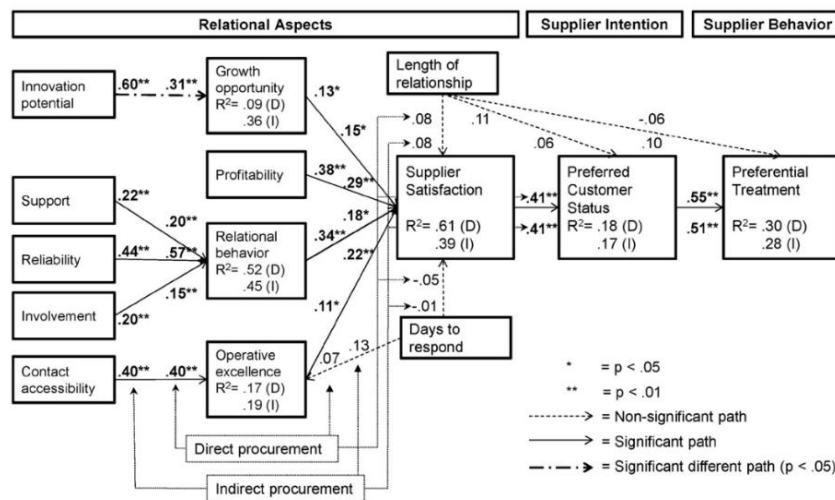 Relational Aspects
Supplier Intention
Supplier Behavior
Innovation
potential
.60**
.31**
Growth
opportunity
R²= .09 (D)
.36 (I)
.13*
.15*
Length of
relationship
.08
.08
.11
.06
.10
-.06
Profitability
.38**
.29**
Supplier
Satisfaction
R²= .61 (D)
.39 (I)
.41**
.41**
Preferred
Customer
Status
R²= .18 (D)
.17 (I)
.55**
.51**
Preferential
Treatment
R²= .30 (D)
.28 (I)
Support
.22**
.20**
Reliability
.44**
.57**
Relational
behavior
R²= .52 (D)
.45 (I)
.18*
.34**
.22**
Involvement
.15**
.20**
.11*
-.05
-.01
Days to
respond
.13
.07
Contact
accessibility
.40**
.40**
Operative
excellence
R²= .17 (D)
.19 (I)
Direct procurement
Indirect procurement
* = p < .05
** = p < .01
= Non-significant path
= Significant path
= Significant different path (p < .05)